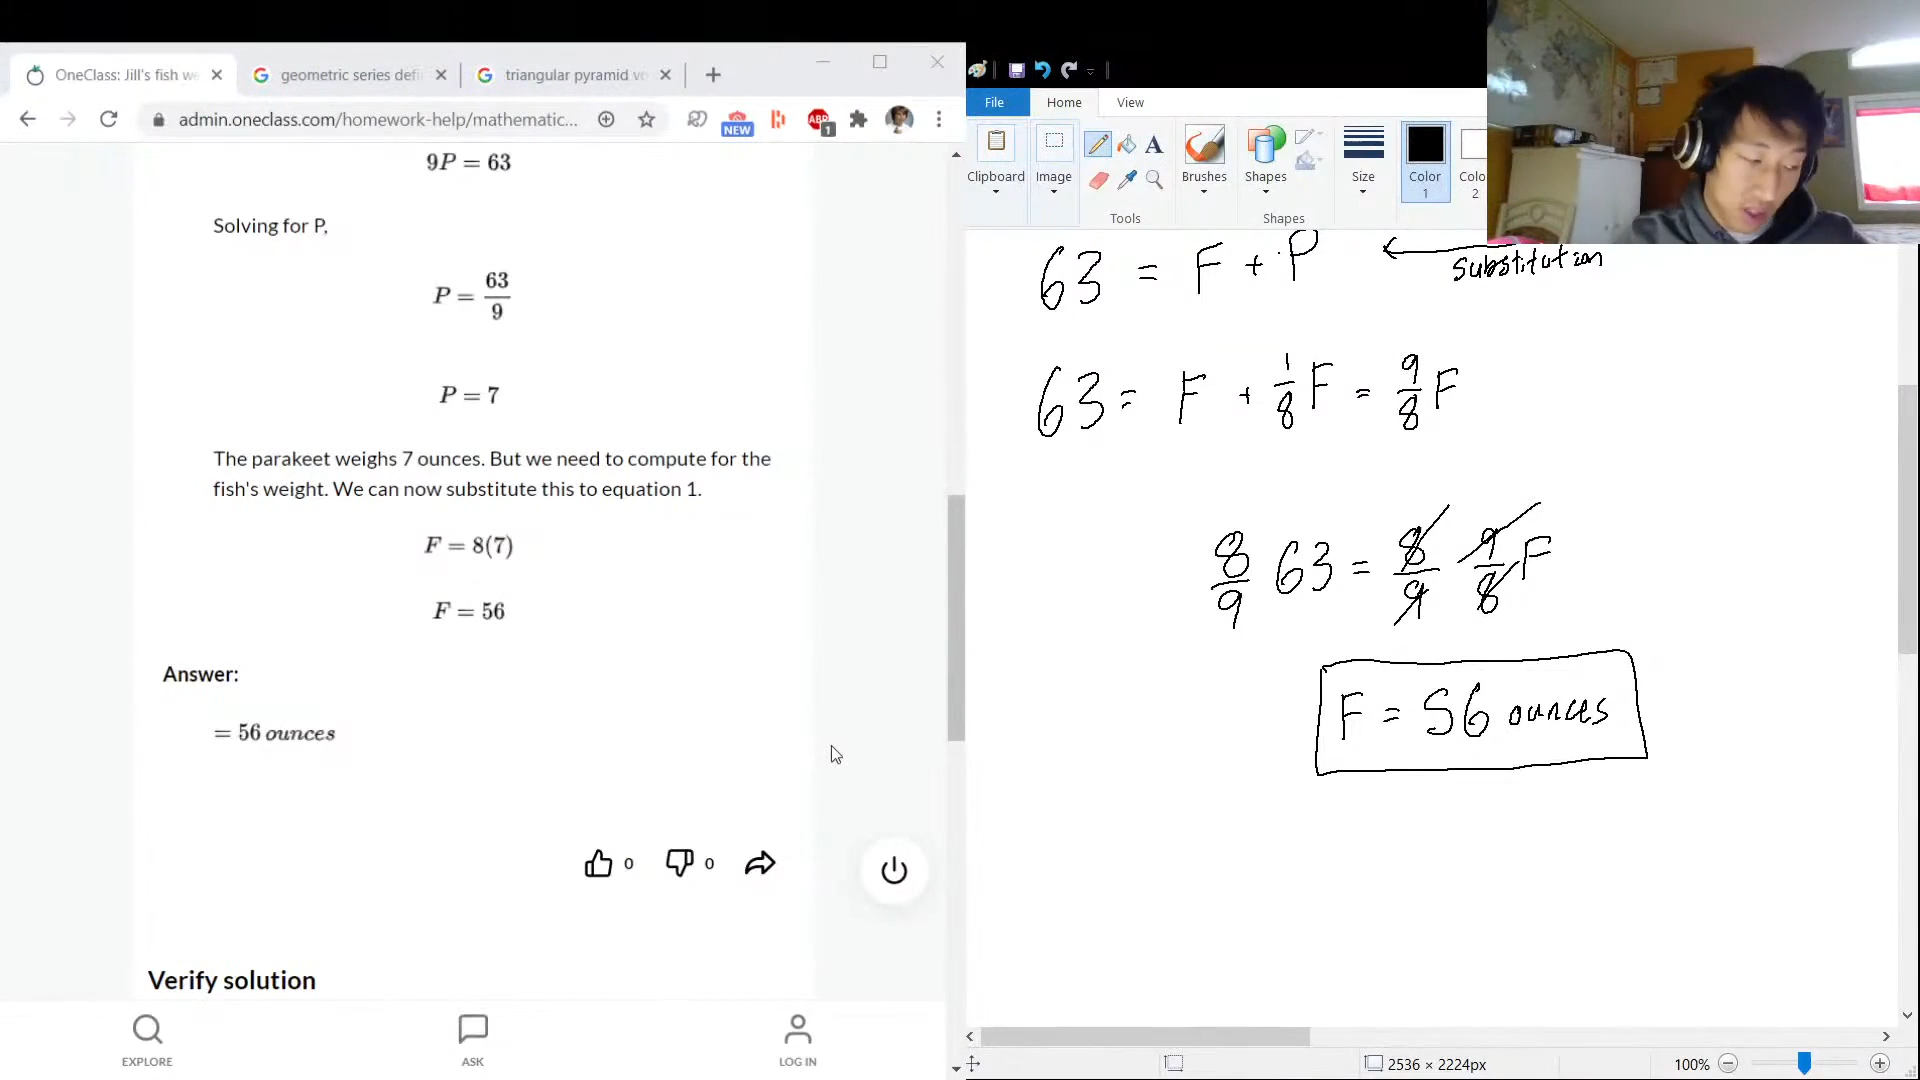 OneClass: Jill's fish we
geometric series defi
triangular pyramid vo
admin.oneclass.com/homework-help/mathematic...
NEW
ABP
1
9P = 63
Solving for P,
P = 63/9
P = 7
The parakeet weighs 7 ounces. But we need to compute for the
fish's weight. We can now substitute this to equation 1.
F = 8(7)
F = 56
Answer:
= 56 ounces
0
0
Verify solution
EXPLORE
ASK
LOG IN
File
Home
View
Clipboard
Image
A
Tools
Brushes
Shapes
Shapes
Size
Color
1
Colo
2
63 = F + P
substitution
63 = F + 1/8 F = 9/8 F
8/9 63 = 8/9 9/8 F
F = 56 ounces
2536 × 2224px
100%